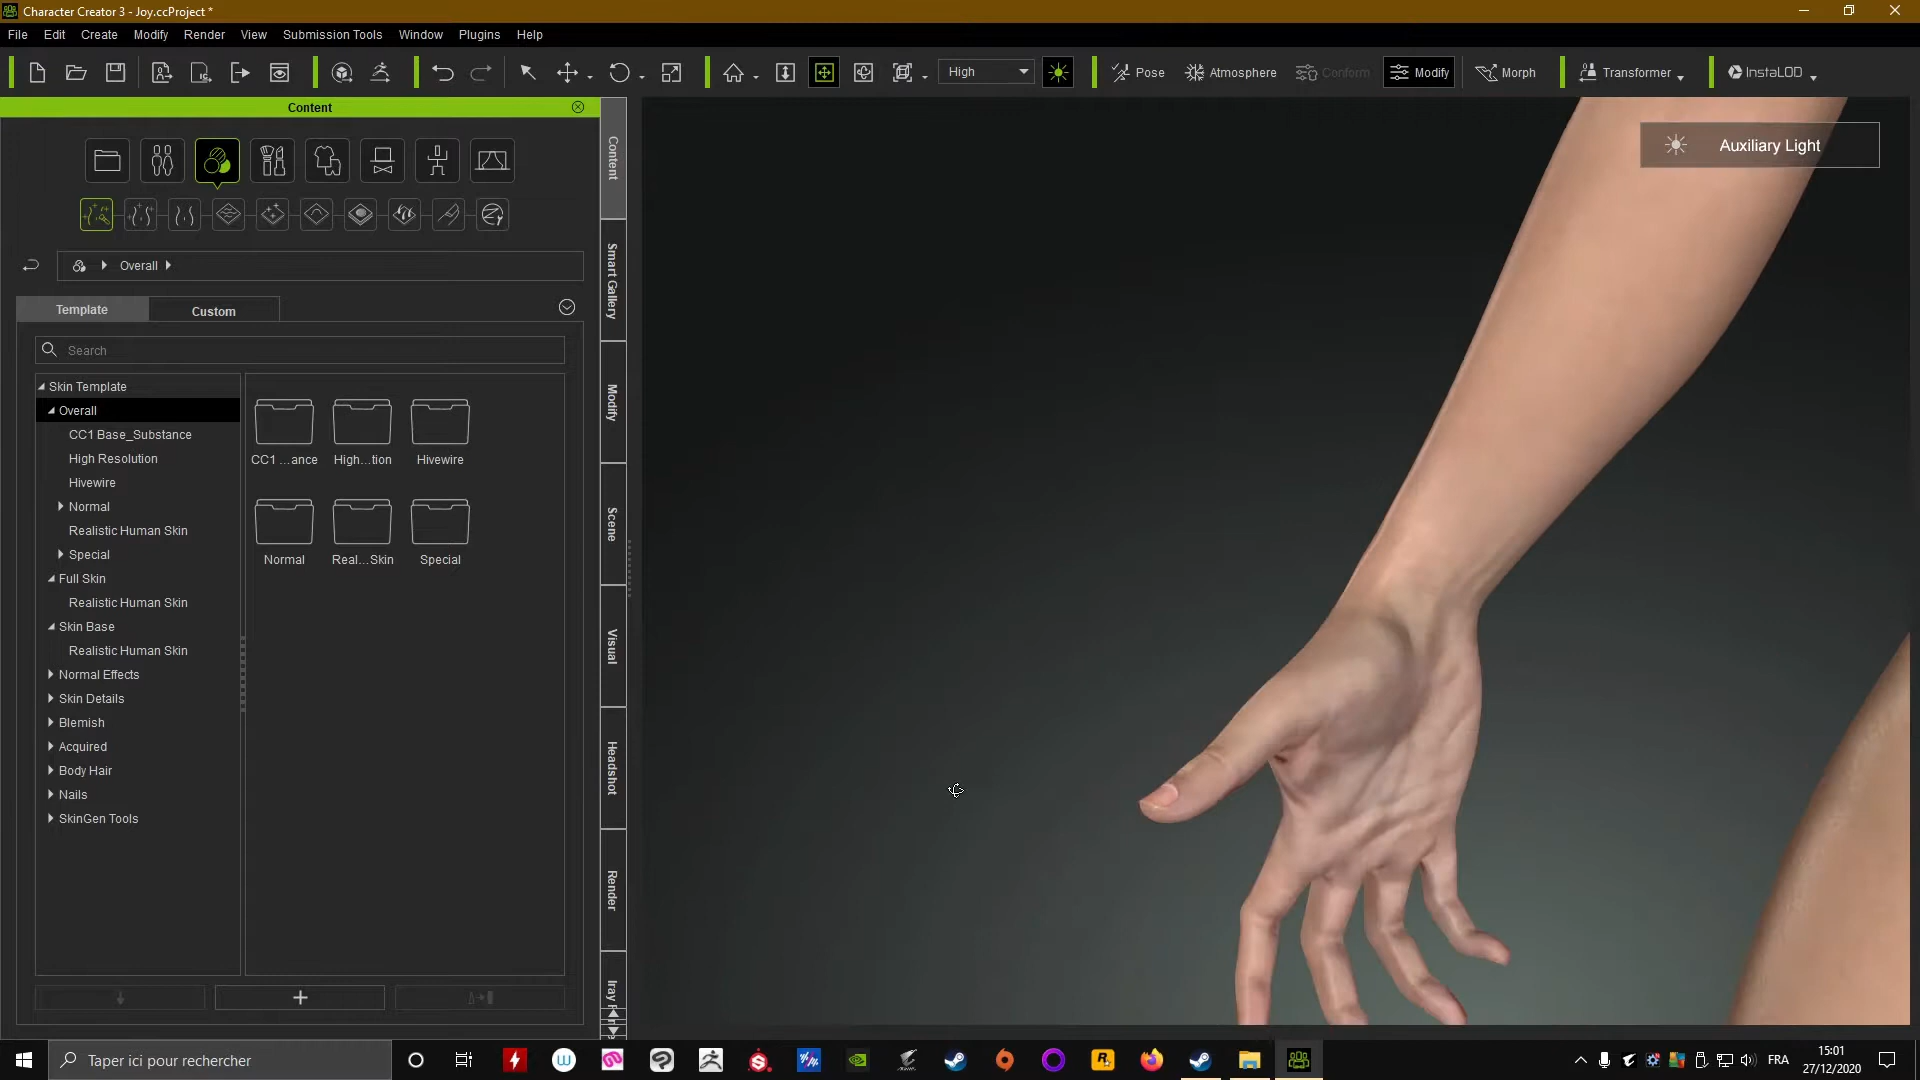 Character Creator 3 - Joy.ccProject *
File Edit Create Modify Render View Submission Tools Window Plugins Help
High Pose Atmosphere Conform Modify Morph Transformer InstaLOD
Content
Auxiliary Light
Overall
Template Custom
Search
Skin Template
Overall
CC1 Base_Substance
High Resolution
Hivewire
Normal
Realistic Human Skin
Special
Full Skin
Realistic Human Skin
Skin Base
Realistic Human Skin
Normal Effects
Skin Details
Blemish
Acquired
Body Hair
Nails
SkinGen Tools
CC1 ...ance High...tion Hivewire
Normal Real...Skin Special
Content
Smart Gallery
Modify
Scene
Visual
Headshot
Render
Iray
Taper ici pour rechercher
FRA
15:01
27/12/2020